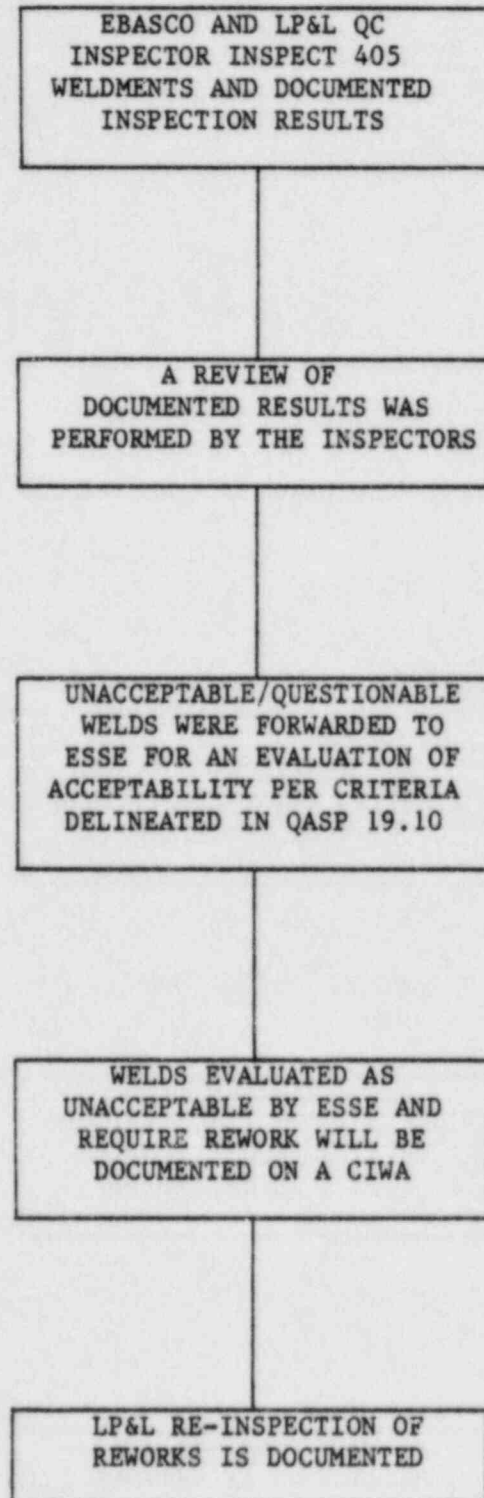 EBASCO AND LP&L QC
INSPECTOR INSPECT 405
WELDMENTS AND DOCUMENTED
INSPECTION RESULTS
A REVIEW OF
DOCUMENTED RESULTS WAS
PERFORMED BY THE INSPECTORS
UNACCEPTABLE/QUESTIONABLE
WELDS WERE FORWARDED TO
ESSE FOR AN EVALUATION OF
ACCEPTABILITY PER CRITERIA
DELINEATED IN QASP 19.10
WELDS EVALUATED AS
UNACCEPTABLE BY ESSE AND
REQUIRE REWORK WILL BE
DOCUMENTED ON A CIWA
LP&L RE-INSPECTION OF
REWORKS IS DOCUMENTED